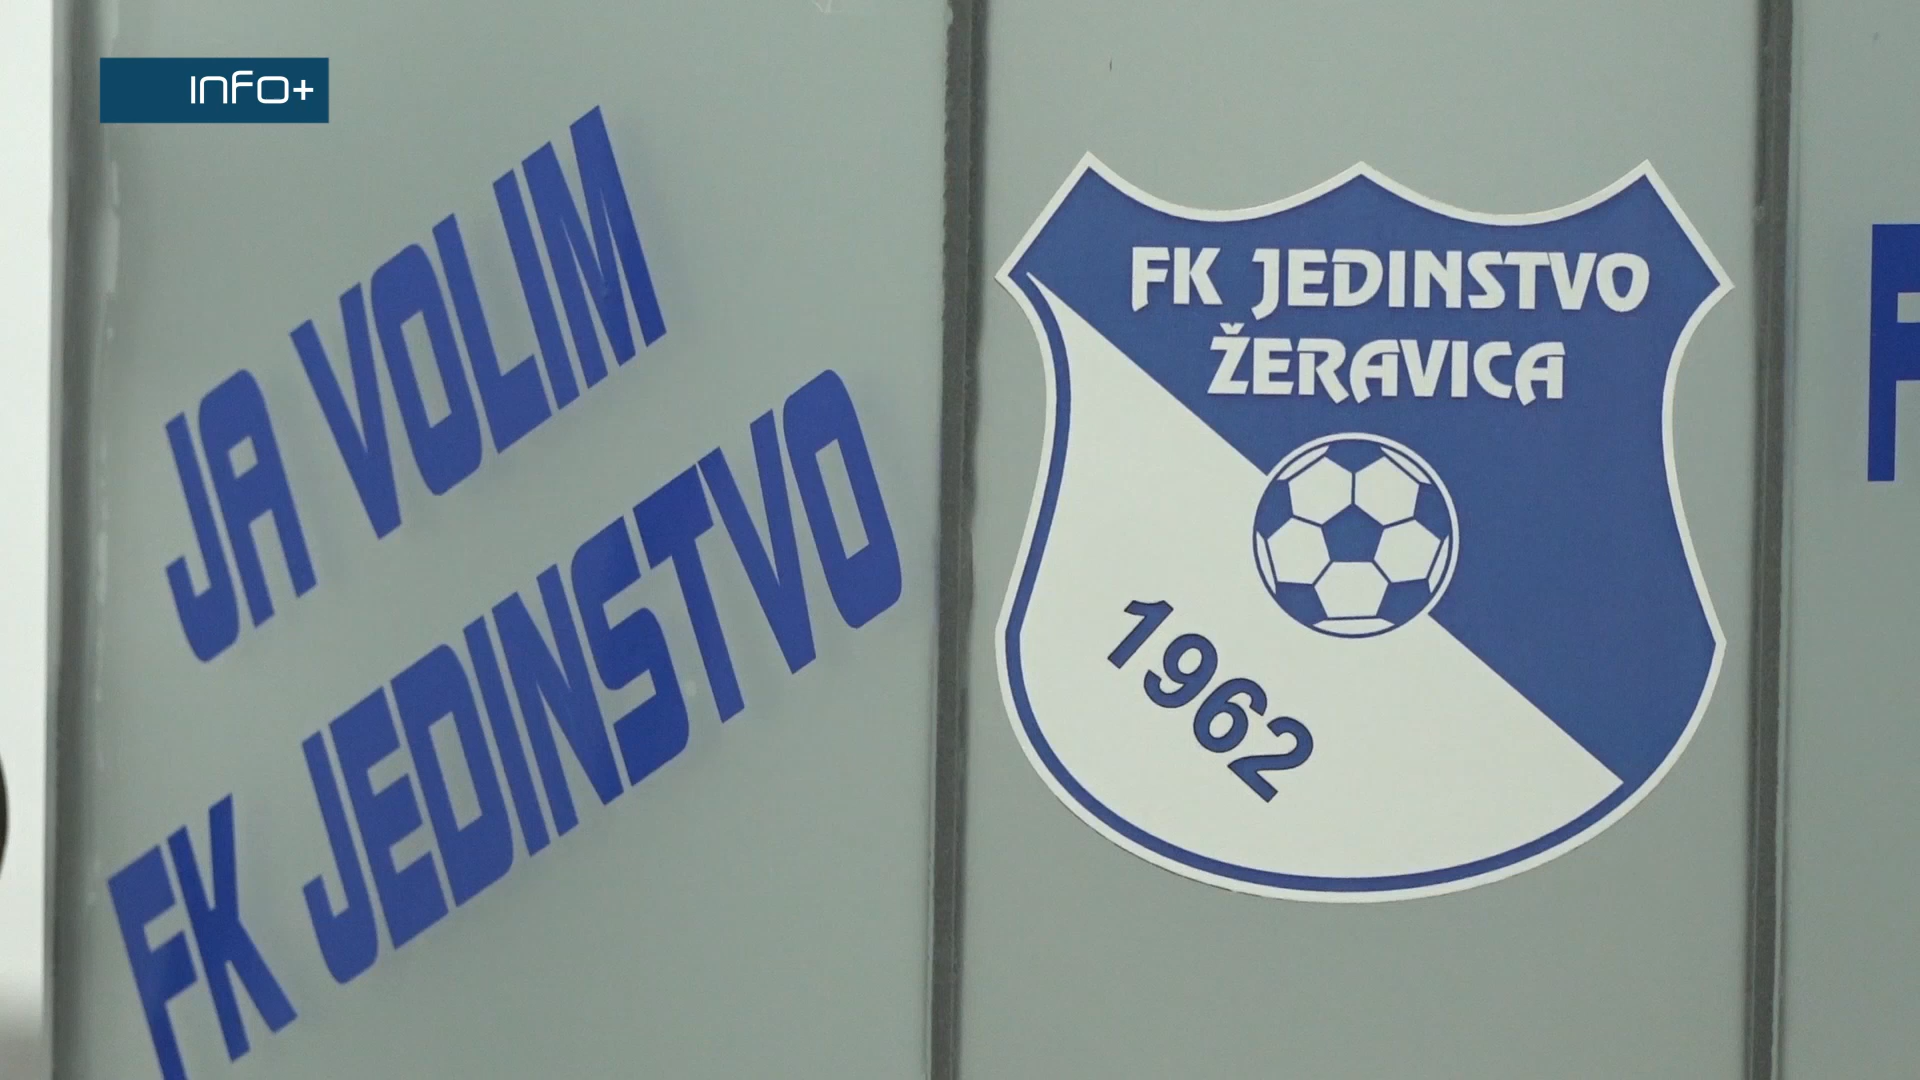 INFO+
JA VOLIM
FK JEDINSTVO
FK JEDINSTVO
ŽERAVICA
1962